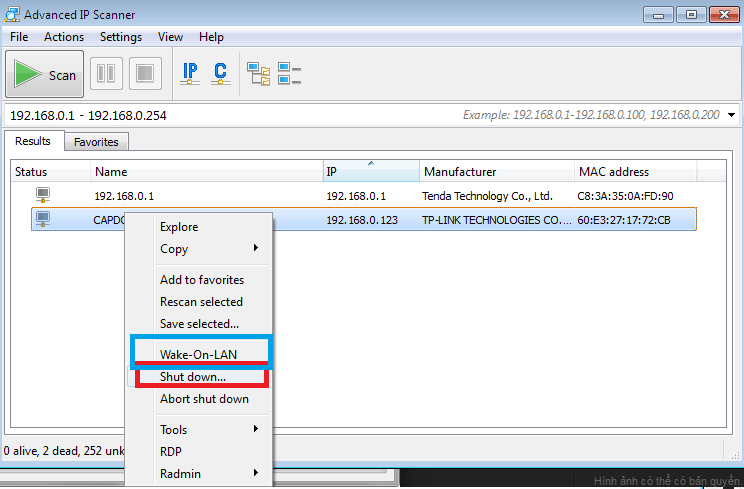 Advanced IP Scanner
File Actions Settings View Help
Scan IP C
192.168.0.1 - 192.168.0.254 Example: 192.168.0.1-192.168.0.100, 192.168.0.200
Results Favorites
Status Name IP Manufacturer MAC address
192.168.0.1 192.168.0.1 Tenda Technology Co., Ltd. C8:3A:35:0A:FD:90
CAPDO 192.168.0.123 TP-LINK TECHNOLOGIES CO. ... 60:E3:27:17:72:CB
Explore
Copy
Add to favorites
Rescan selected
Save selected...
Wake-On-LAN
Shut down...
Abort shut down
Tools
RDP
Radmin
0 alive, 2 dead, 252 unk
Hình ảnh có thể có bản quyền